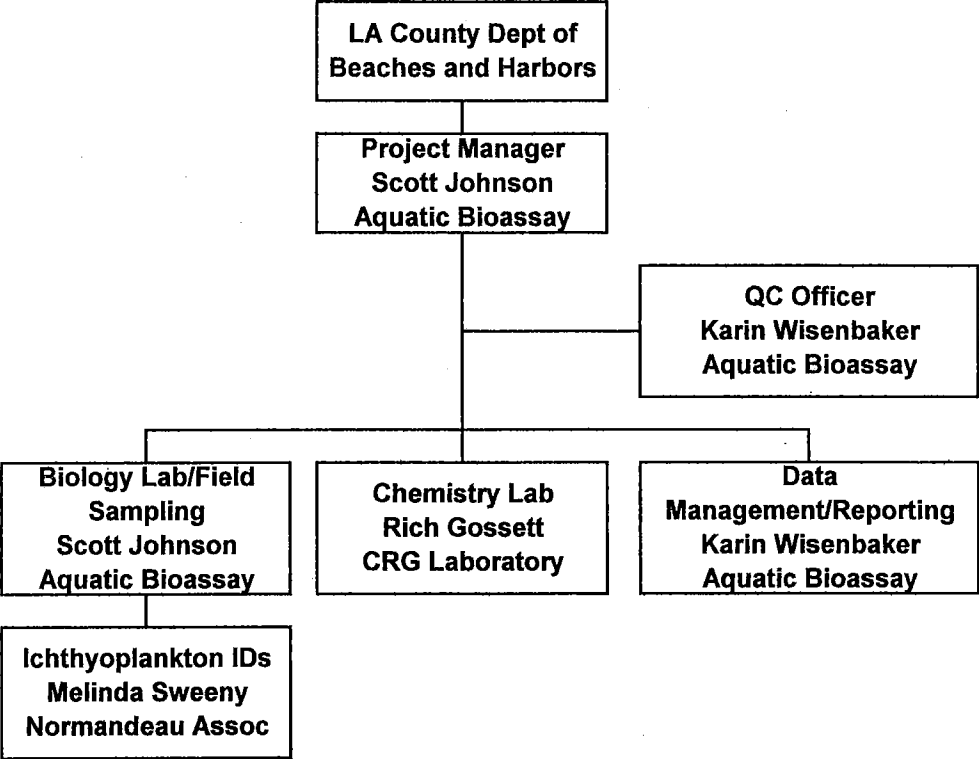 LA County Dept of
Beaches and Harbors
Project Manager
Scott Johnson
Aquatic Bioassay
QC Officer
Karin Wisenbaker
Aquatic Bioassay
Biology Lab/Field
Sampling
Scott Johnson
Aquatic Bioassay
Chemistry Lab
Rich Gossett
CRG Laboratory
Data
Management/Reporting
Karin Wisenbaker
Aquatic Bioassay
Ichthyoplankton IDs
Melinda Sweeny
Normandeau Assoc